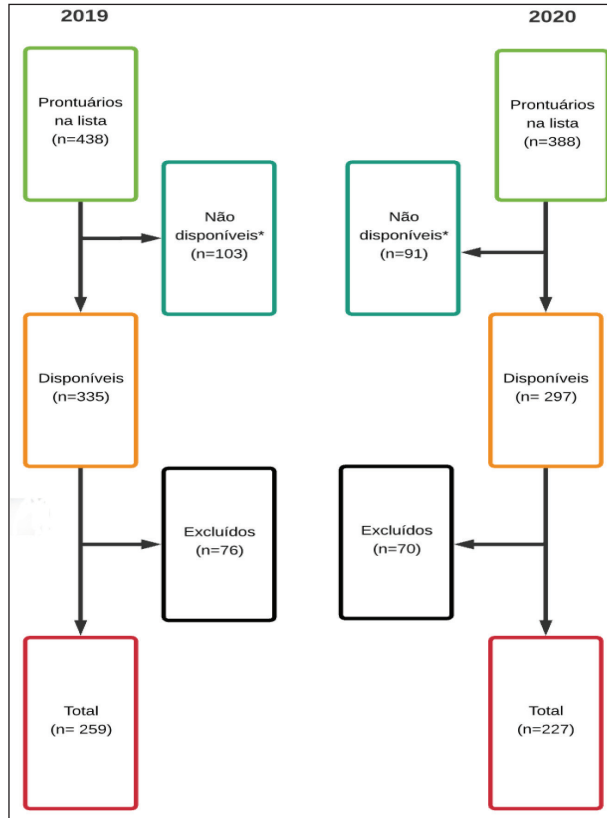 2019
Prontuários
na lista
(n=438)
Não
disponíveis*
(n=103)
Disponíveis
(n=335)
Excluídos
(n=76)
Total
(n= 259)
2020
Prontuários
na lista
(n=388)
Não
disponíveis*
(n=91)
Disponíveis
(n= 297)
Excluídos
(n=70)
Total
(n=227)